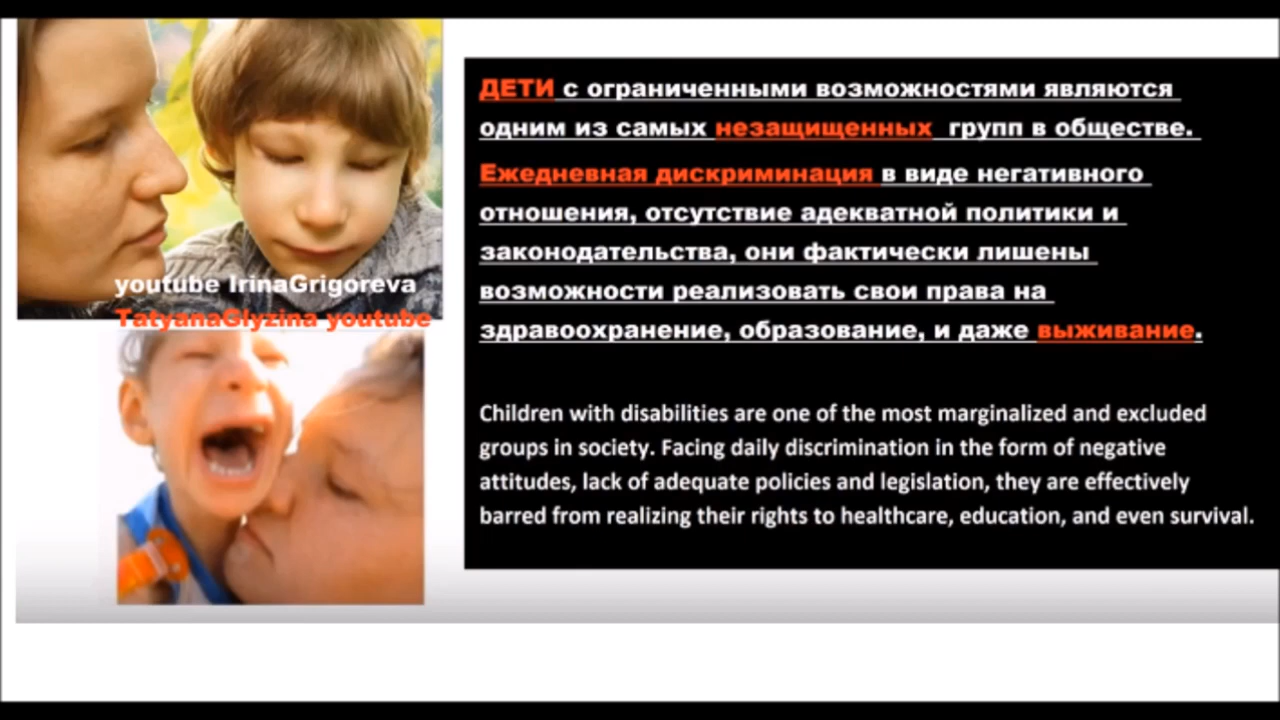 youtube IrinaGrigoreva
TatyanaGlyzina youtube
ДЕТИ с ограниченными возможностями являются
одним из самых незащищенных групп в обществе.
Ежедневная дискриминация в виде негативного
отношения, отсутствие адекватной политики и
законодательства, они фактически лишены
возможности реализовать свои права на
здравоохранение, образование, и даже выживание.
Children with disabilities are one of the most marginalized and excluded
groups in society. Facing daily discrimination in the form of negative
attitudes, lack of adequate policies and legislation, they are effectively
barred from realizing their rights to healthcare, education, and even survival.